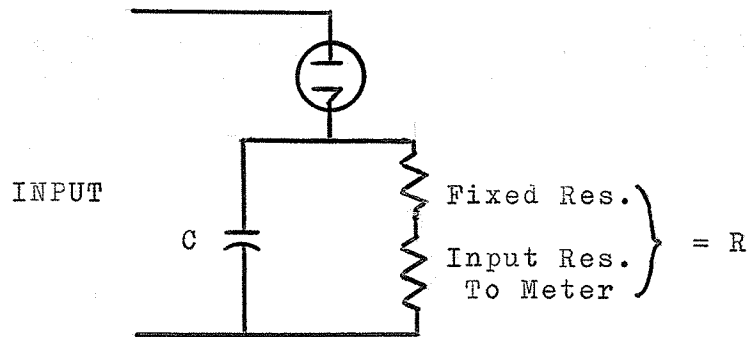 INPUT
C
Fixed Res.
Input Res.
To Meter
= R